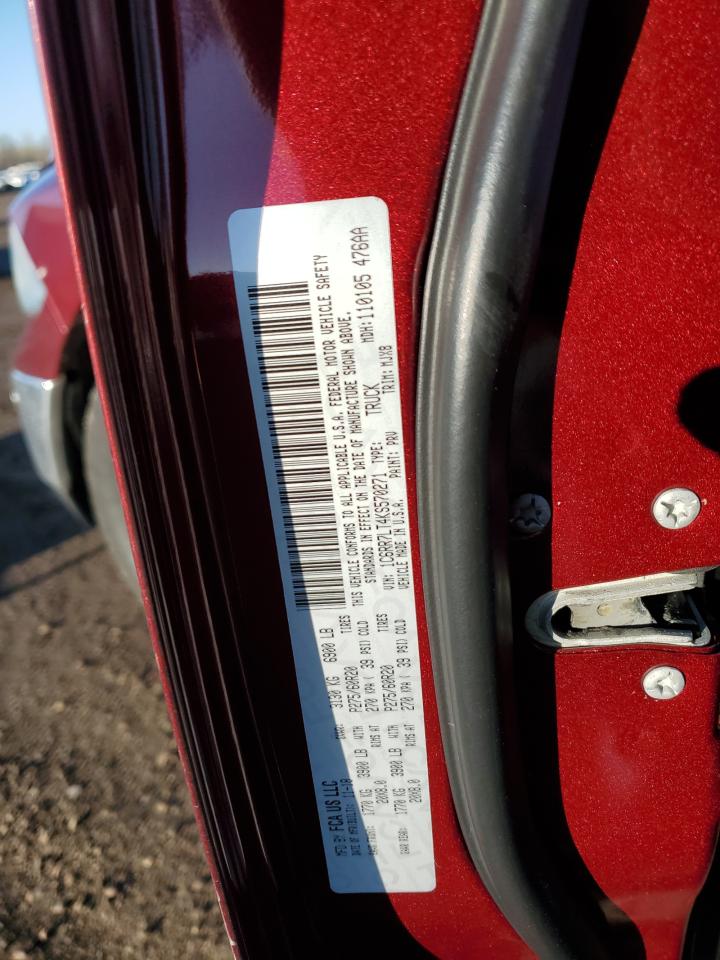 MFD BY FCA US LLC
DATE OF MFR(BUILT): 11-18 GVWR: 3130 KG 6900 LB
GAWR FRONT: 1770 KG 3900 LB WITH P275/60R20 TIRES
20X8.0 RIMS AT 270 KPA ( 39 PSI) COLD
GAWR REAR: 1770 KG 3900 LB WITH P275/60R20 TIRES
20X8.0 RIMS AT 270 KPA ( 39 PSI) COLD
THIS VEHICLE CONFORMS TO ALL APPLICABLE U.S.A. FEDERAL MOTOR VEHICLE SAFETY
STANDARDS IN EFFECT ON THE DATE OF MANUFACTURE SHOWN ABOVE.
VIN: 1C6RR7LT4KS570271 TYPE: TRUCK MDH:110105 476AA
VEHICLE MADE IN U.S.A. PAINT: PRV TRIM: MJX8